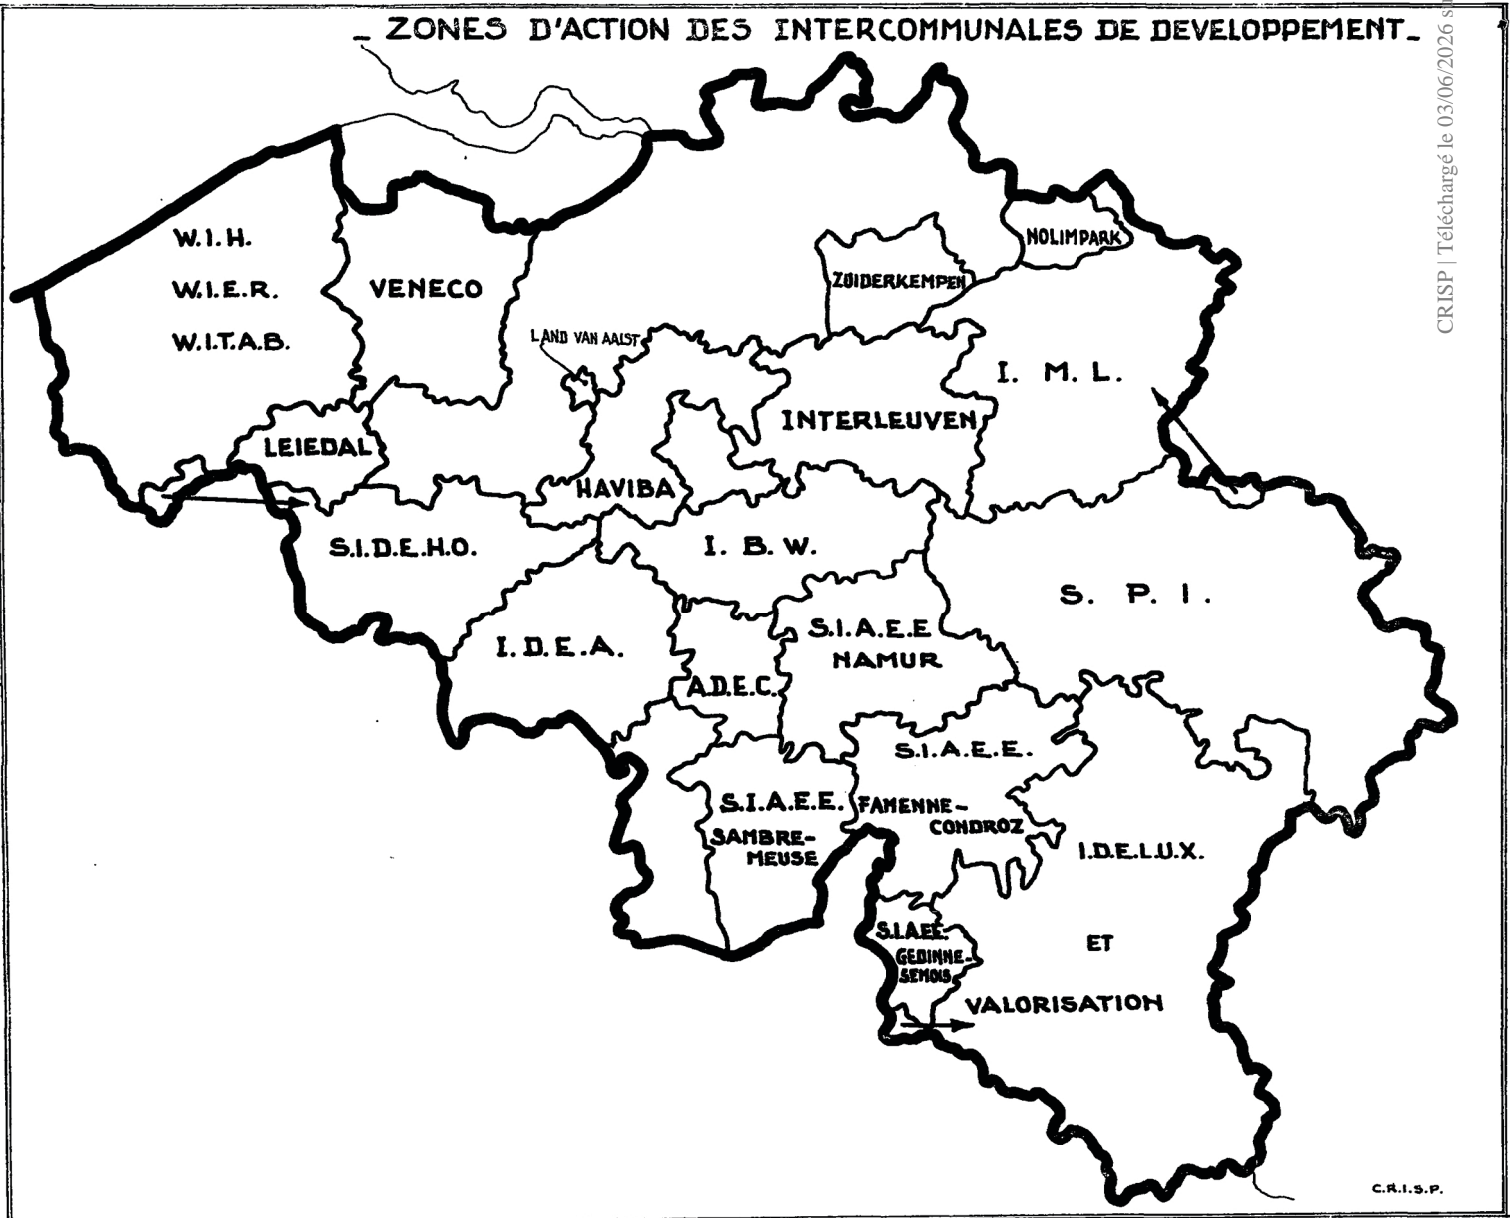 _ ZONES D'ACTION DES INTERCOMMUNALES DE DEVELOPPEMENT _
CRISP | Téléchargé le 03/06/2026
W.I.H.
W.I.E.R.
W.I.T.A.B.
VENECO
NOLIMPARK
ZUIDERKEMPEN
LAND VAN AALST
I. M. L.
INTERLEUVEN
LEIEDAL
HAVIBA
S.I.D.E.H.O.
I. B. W.
S. P. I.
I.D.E.A.
S.I.A.E.E
NAMUR
A.D.E.C.
S.I.A.E.E.
FAMENNE-
CONDROZ
S.I.A.E.E.
SAMBRE-
MEUSE
I.D.E.L.U.X.
ET
VALORISATION
S.I.A.E.E.
GEDINNE-
SEMOIS
C.R.I.S.P.